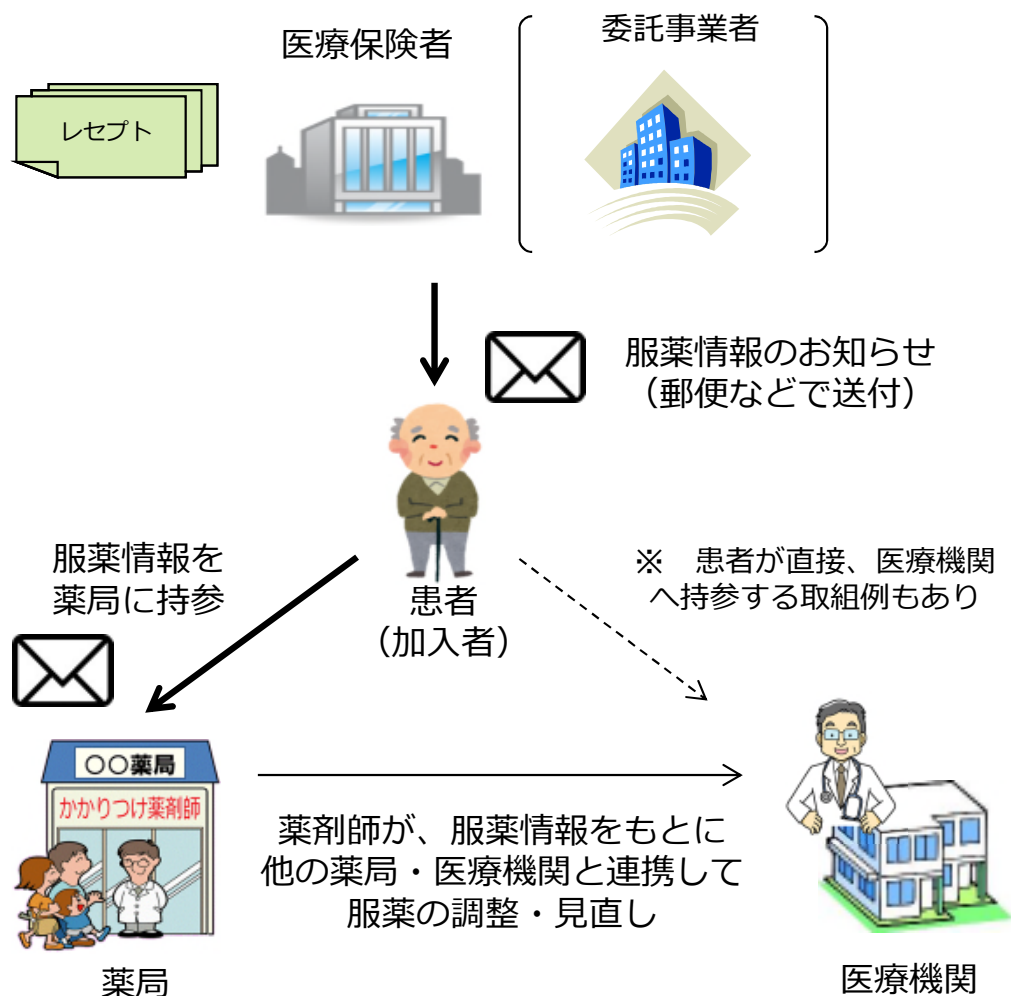 医療保険者
委託事業者
レセプト
服薬情報のお知らせ
（郵便などで送付）
服薬情報を
薬局に持参
※　患者が直接、医療機関
へ持参する取組例もあり
患者
（加入者）
○○薬局
かかりつけ薬剤師
薬剤師が、服薬情報をもとに
他の薬局・医療機関と連携して
服薬の調整・見直し
薬局
医療機関